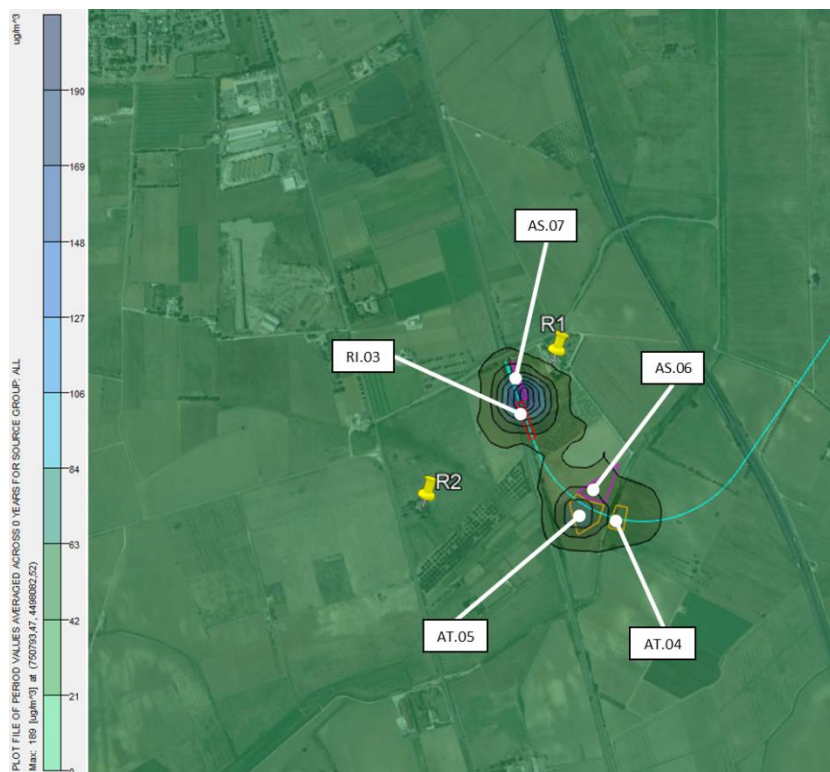 ug/m^3
190
169
148
127
106
84
63
42
21
0
PLOT FILE OF PERIOD VALUES AVERAGED ACROSS 0 YEARS FOR SOURCE GROUP: ALL
Max: 189 [ug/m^3] at (750793,47, 4498082,52)
AS.07
R1
RI.03
AS.06
R2
AT.05
AT.04